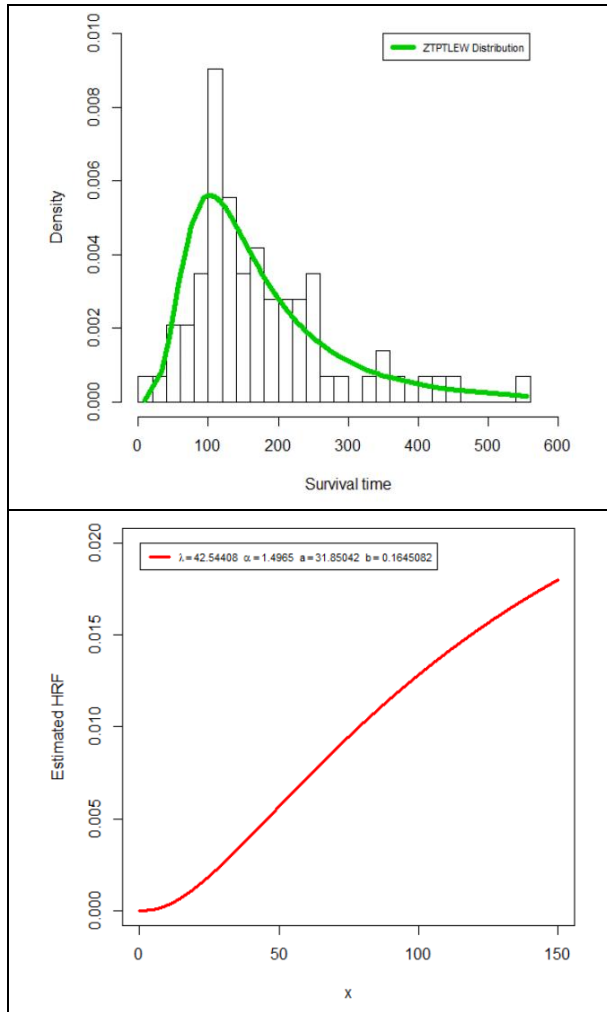 ZTPTLEW Distribution
Density
0.000 0.002 0.004 0.006 0.008 0.010
0 100 200 300 400 500 600
Survival time
λ=42.54408 α=1.4965 a=31.85042 b=0.1645082
Estimated HRF
0.000 0.005 0.010 0.015 0.020
0 50 100 150
x